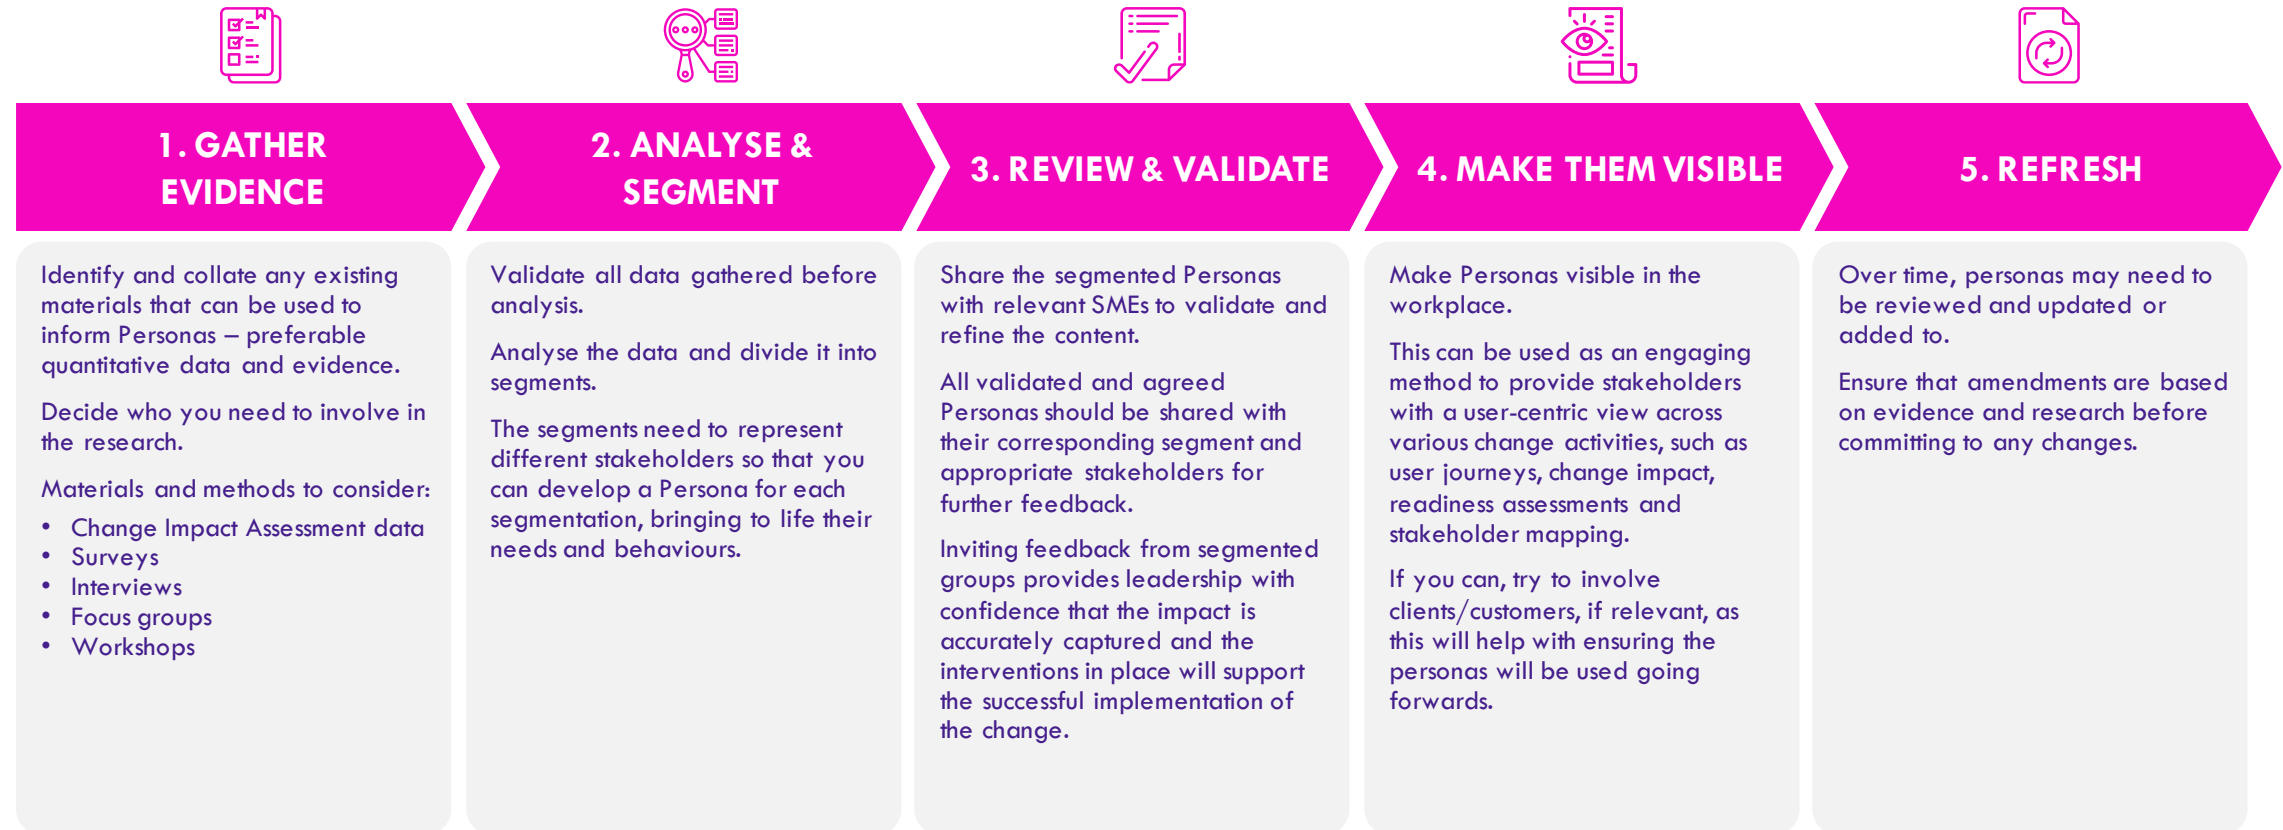 1. GATHER
EVIDENCE
Identify and collate any existing
materials that can be used to
inform Personas – preferable
quantitative data and evidence.
Decide who you need to involve in
the research.
Materials and methods to consider:
• Change Impact Assessment data
• Surveys
• Interviews
• Focus groups
• Workshops
2. ANALYSE &
SEGMENT
Validate all data gathered before
analysis.
Analyse the data and divide it into
segments.
The segments need to represent
different stakeholders so that you
can develop a Persona for each
segmentation, bringing to life their
needs and behaviours.
3. REVIEW & VALIDATE
Share the segmented Personas
with relevant SMEs to validate and
refine the content.
All validated and agreed
Personas should be shared with
their corresponding segment and
appropriate stakeholders for
further feedback.
Inviting feedback from segmented
groups provides leadership with
confidence that the impact is
accurately captured and the
interventions in place will support
the successful implementation of
the change.
4. MAKE THEM VISIBLE
Make Personas visible in the
workplace.
This can be used as an engaging
method to provide stakeholders
with a user-centric view across
various change activities, such as
user journeys, change impact,
readiness assessments and
stakeholder mapping.
If you can, try to involve
clients/customers, if relevant, as
this will help with ensuring the
personas will be used going
forwards.
5. REFRESH
Over time, personas may need to
be reviewed and updated or
added to.
Ensure that amendments are based
on evidence and research before
committing to any changes.